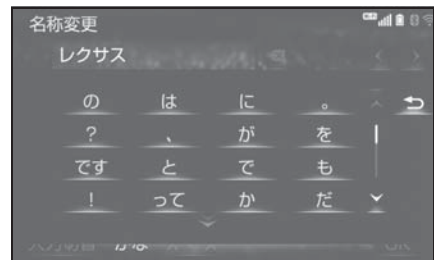 名称変更
レクサス
の は に 。
? 、 が を
です と で も
! って か だ
かな
OK